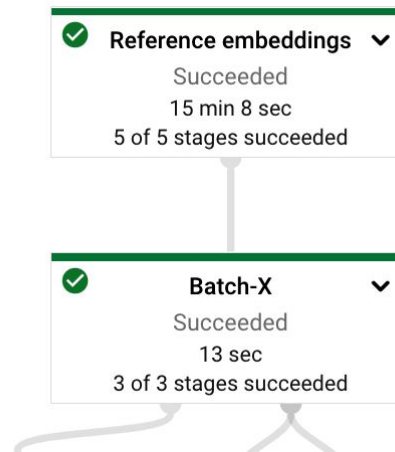 Reference embeddings
Succeeded
15 min 8 sec
5 of 5 stages succeeded
Batch-X
Succeeded
13 sec
3 of 3 stages succeeded